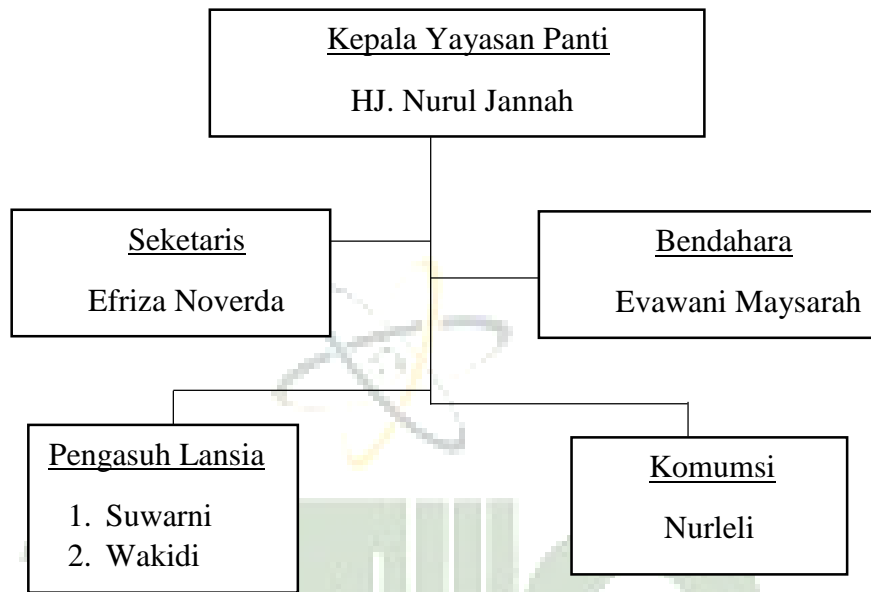 Kepala Yayasan Panti
HJ. Nurul Jannah
Seketaris
Efriza Noverda
Bendahara
Evawani Maysarah
Pengasuh Lansia
1. Suwarni
2. Wakidi
Komumsi
Nurleli